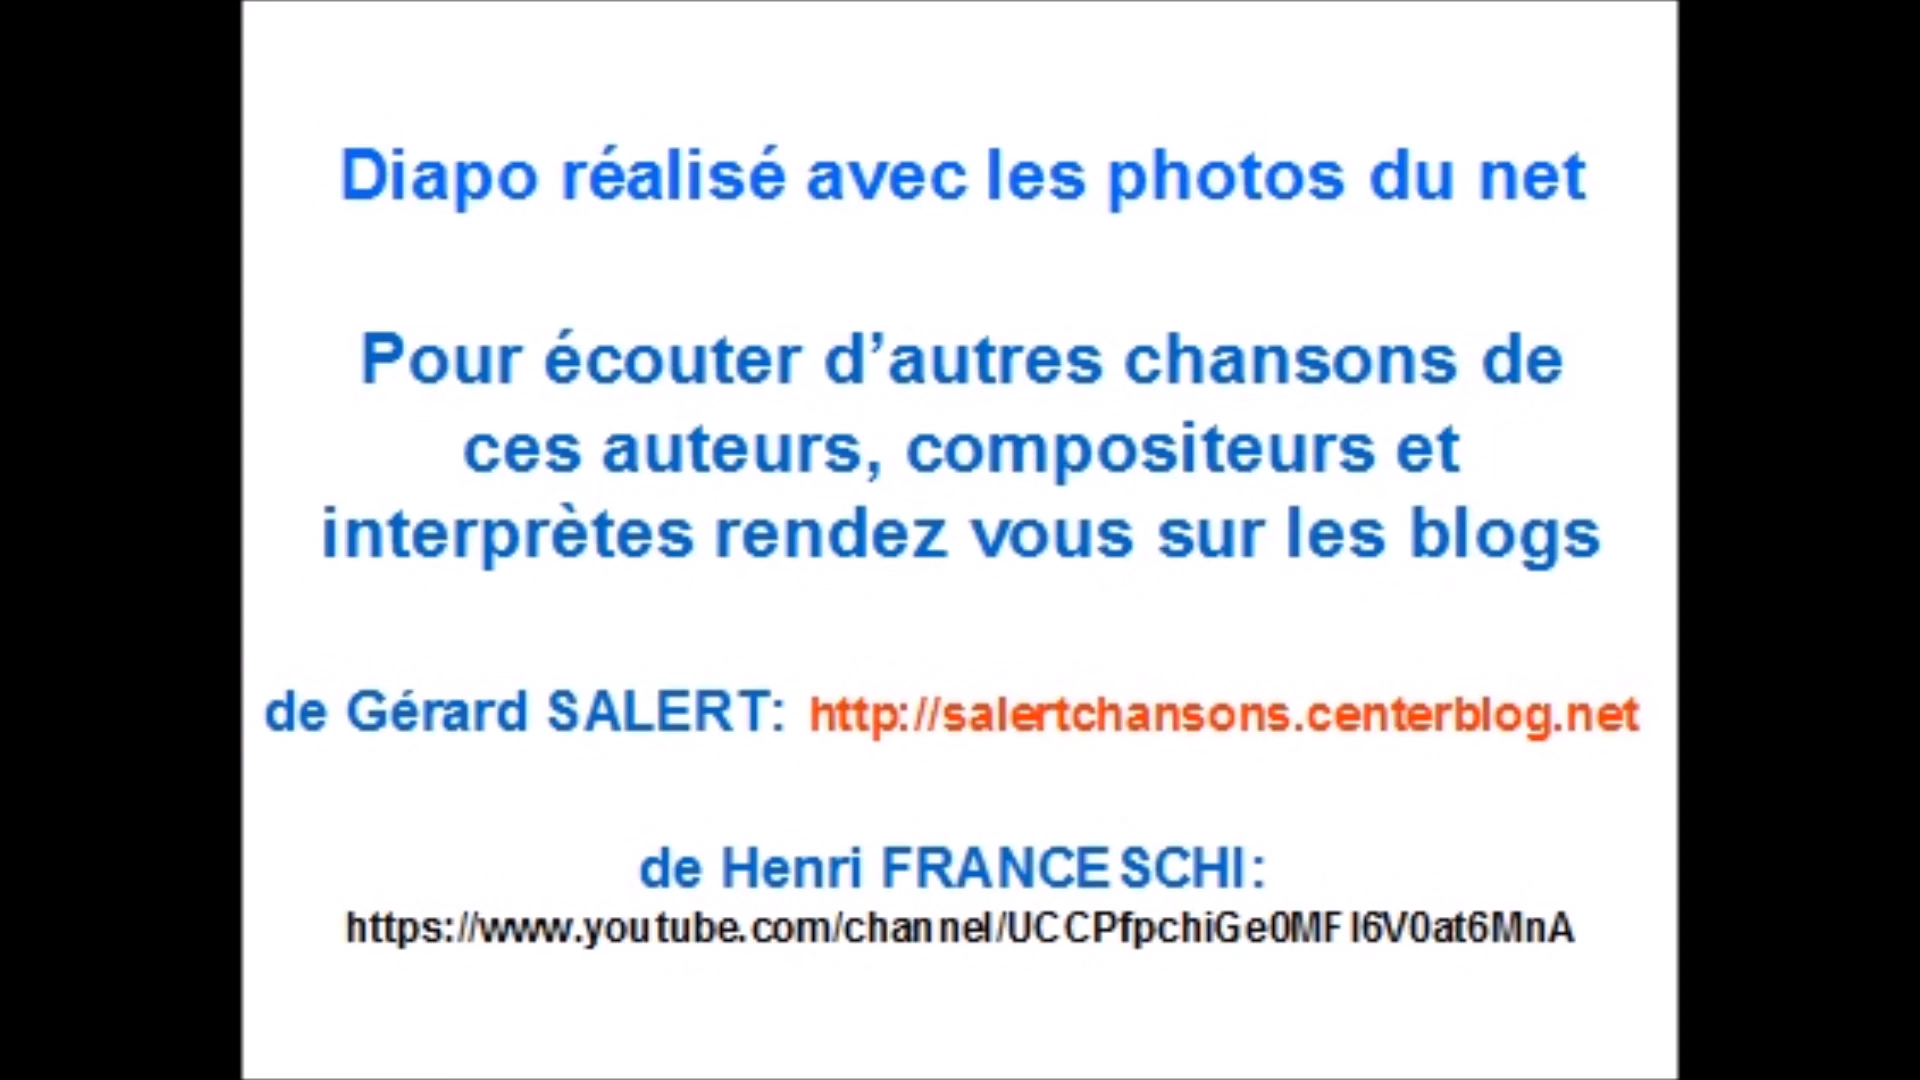 Diapo réalisé avec les photos du net
Pour écouter d’autres chansons de
ces auteurs, compositeurs et
interprètes rendez vous sur les blogs
de Gérard SALERT: http://salertchansons.centerblog.net
de Henri FRANCESCHI:
https://www.youtube.com/channel/UCCPfpchiGe0MFI6V0at6MnA